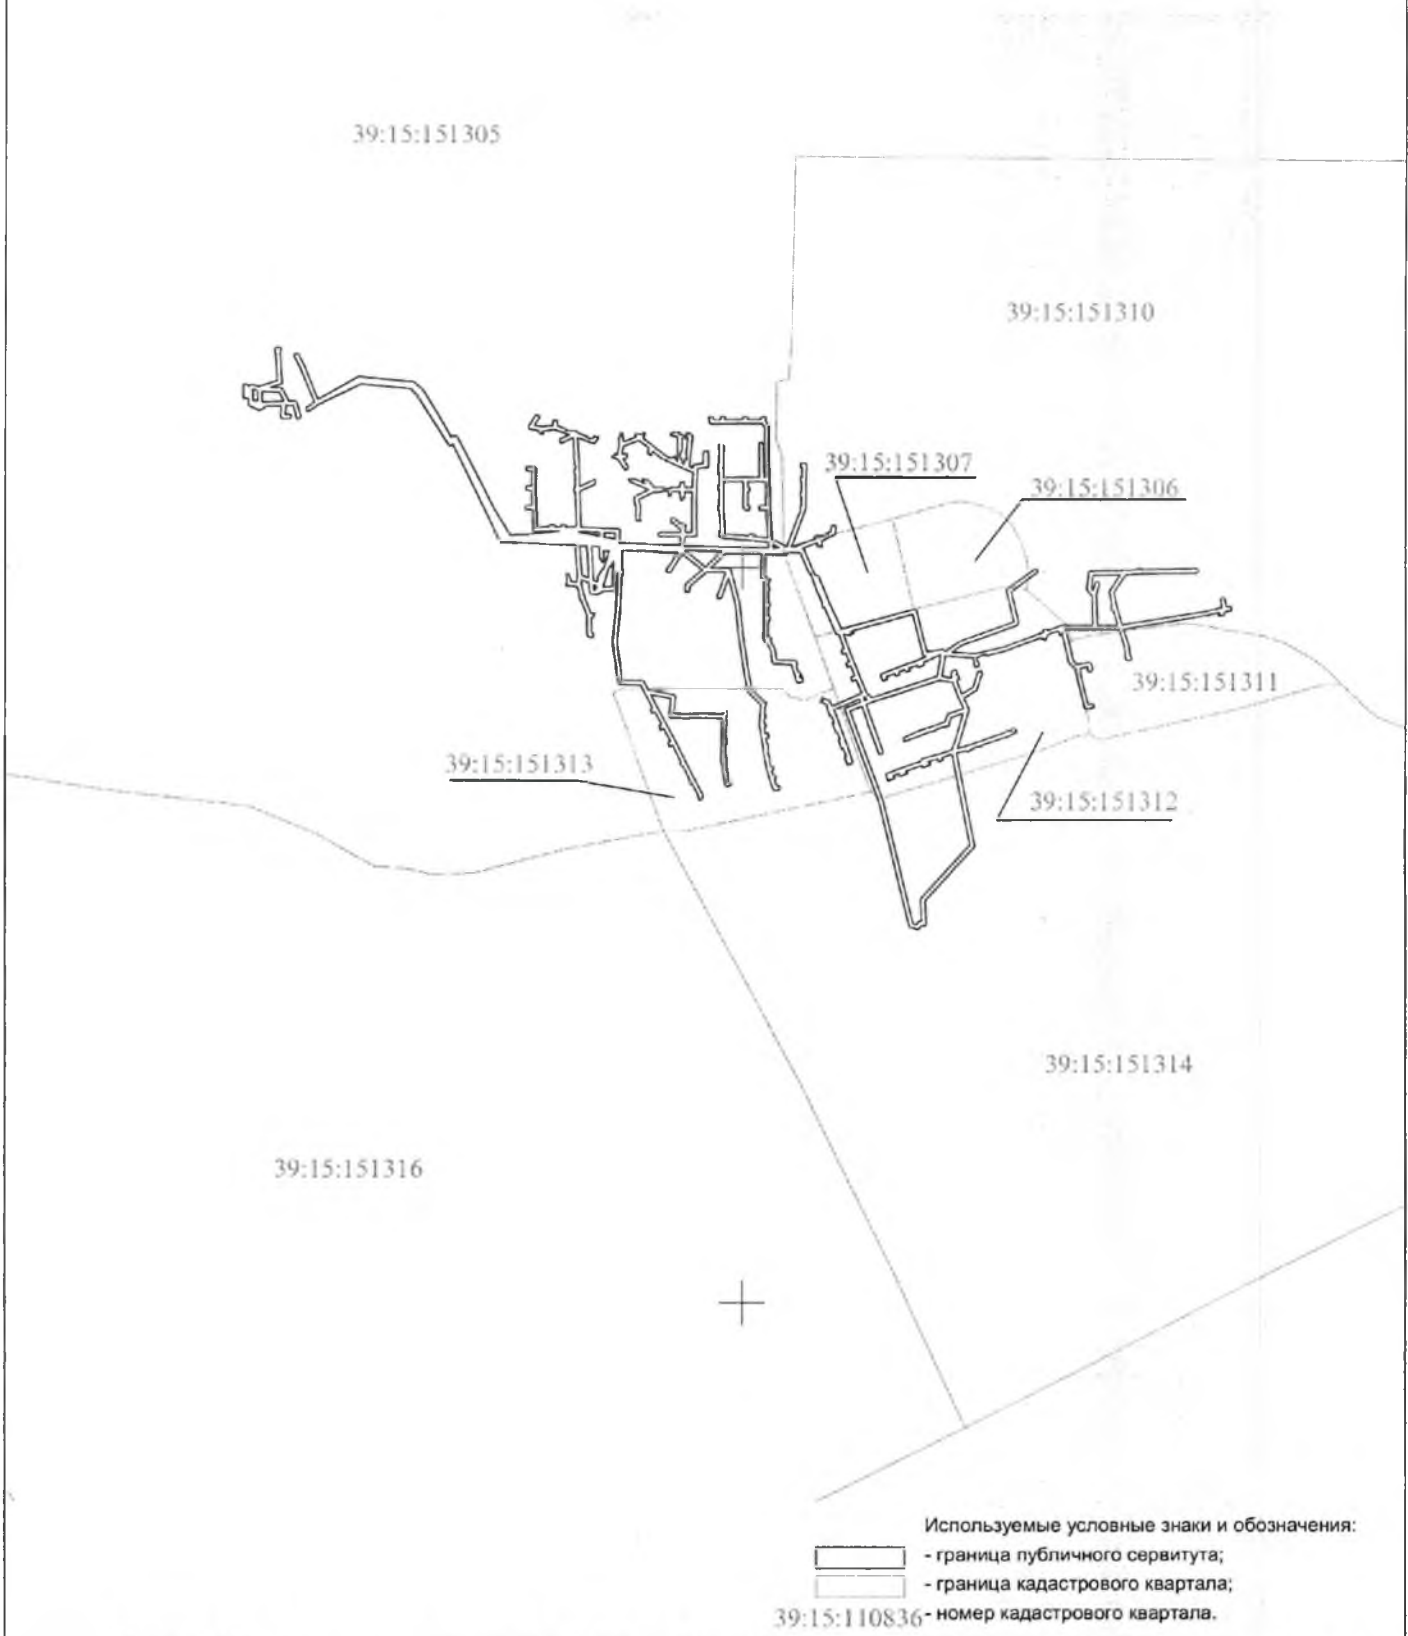 39:15:151305
39:15:151310
39:15:151307
39:15:151306
39:15:151311
39:15:151313
39:15:151312
39:15:151314
39:15:151316
Используемые условные знаки и обозначения:
- граница публичного сервитута;
- граница кадастрового квартала;
39:15:110836 - номер кадастрового квартала.